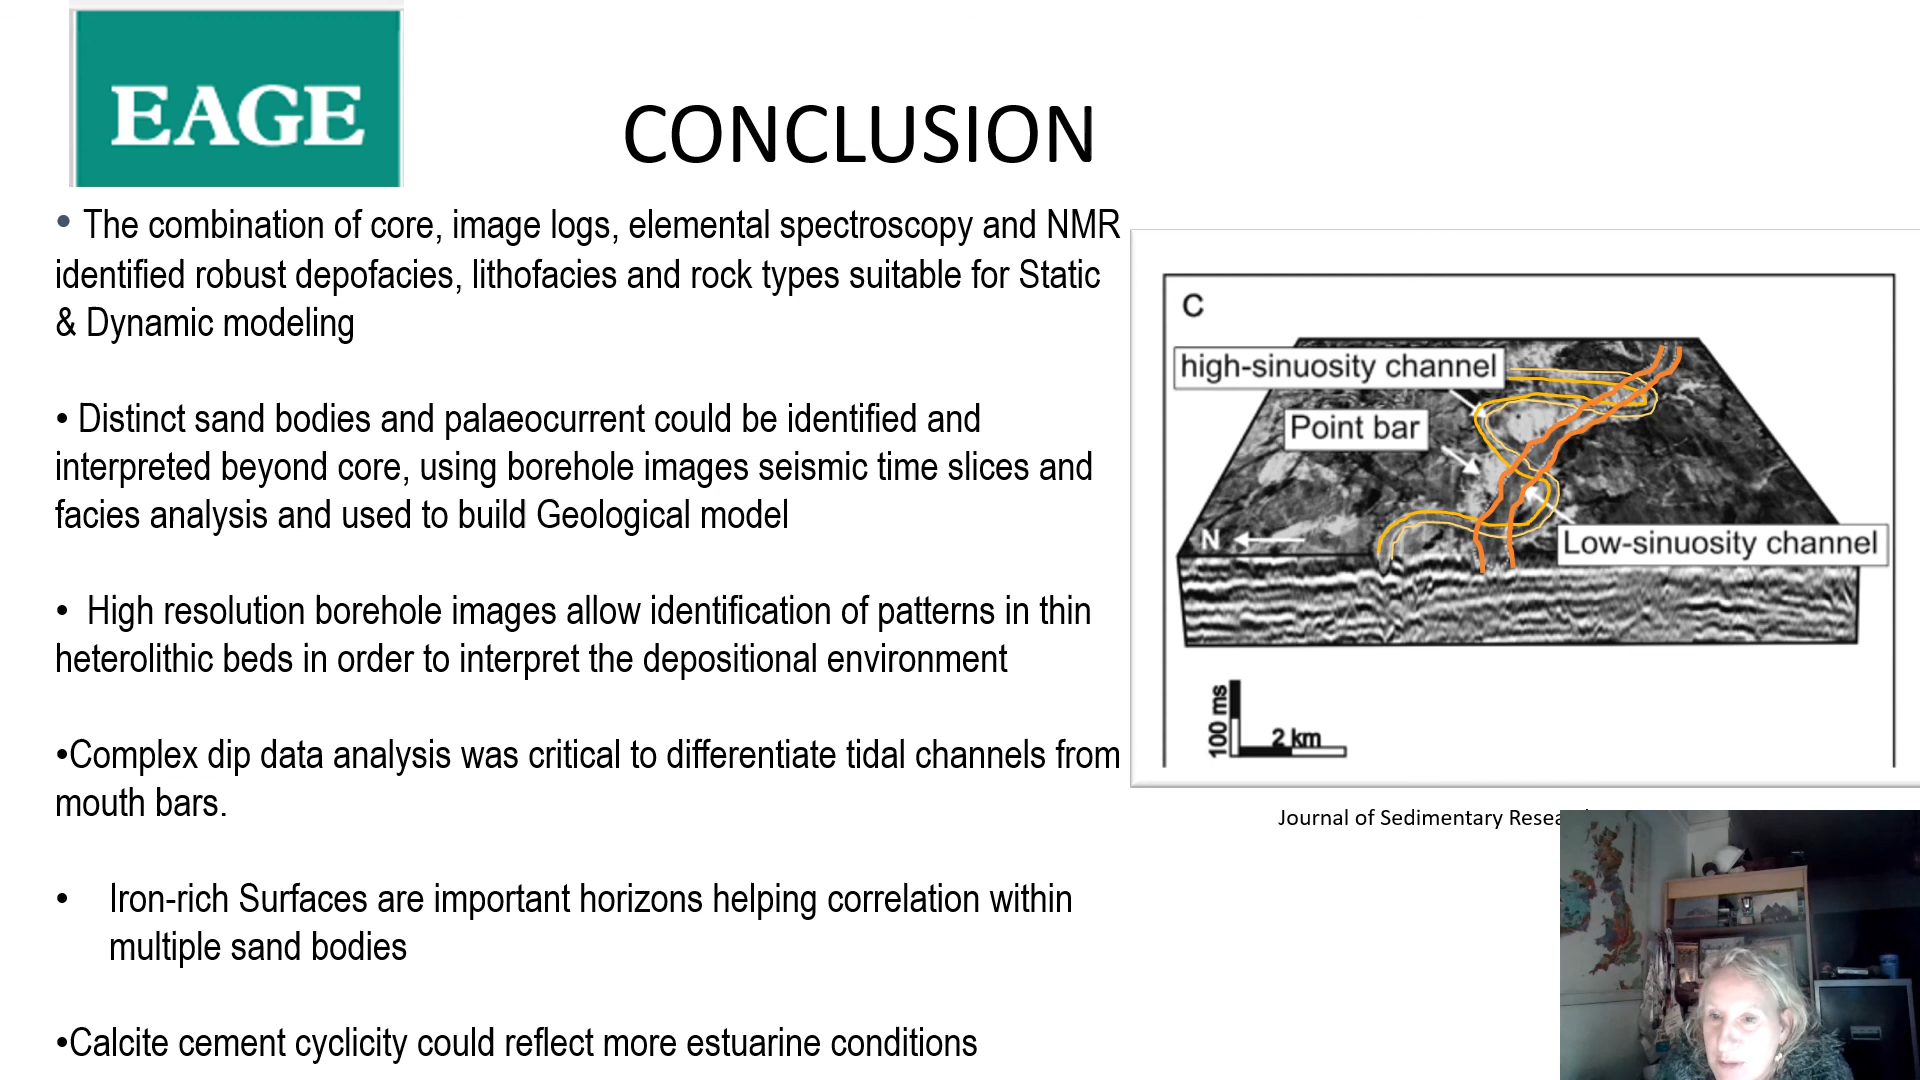 EAGE
CONCLUSION
• The combination of core, image logs, elemental spectroscopy and NMR
identified robust depofacies, lithofacies and rock types suitable for Static
& Dynamic modeling
• Distinct sand bodies and palaeocurrent could be identified and
interpreted beyond core, using borehole images seismic time slices and
facies analysis and used to build Geological model
• High resolution borehole images allow identification of patterns in thin
heterolithic beds in order to interpret the depositional environment
•Complex dip data analysis was critical to differentiate tidal channels from
mouth bars.
• Iron-rich Surfaces are important horizons helping correlation within
multiple sand bodies
•Calcite cement cyclicity could reflect more estuarine conditions
C
high-sinuosity channel
Point bar
N
Low-sinuosity channel
100 ms
2 km
Journal of Sedimentary